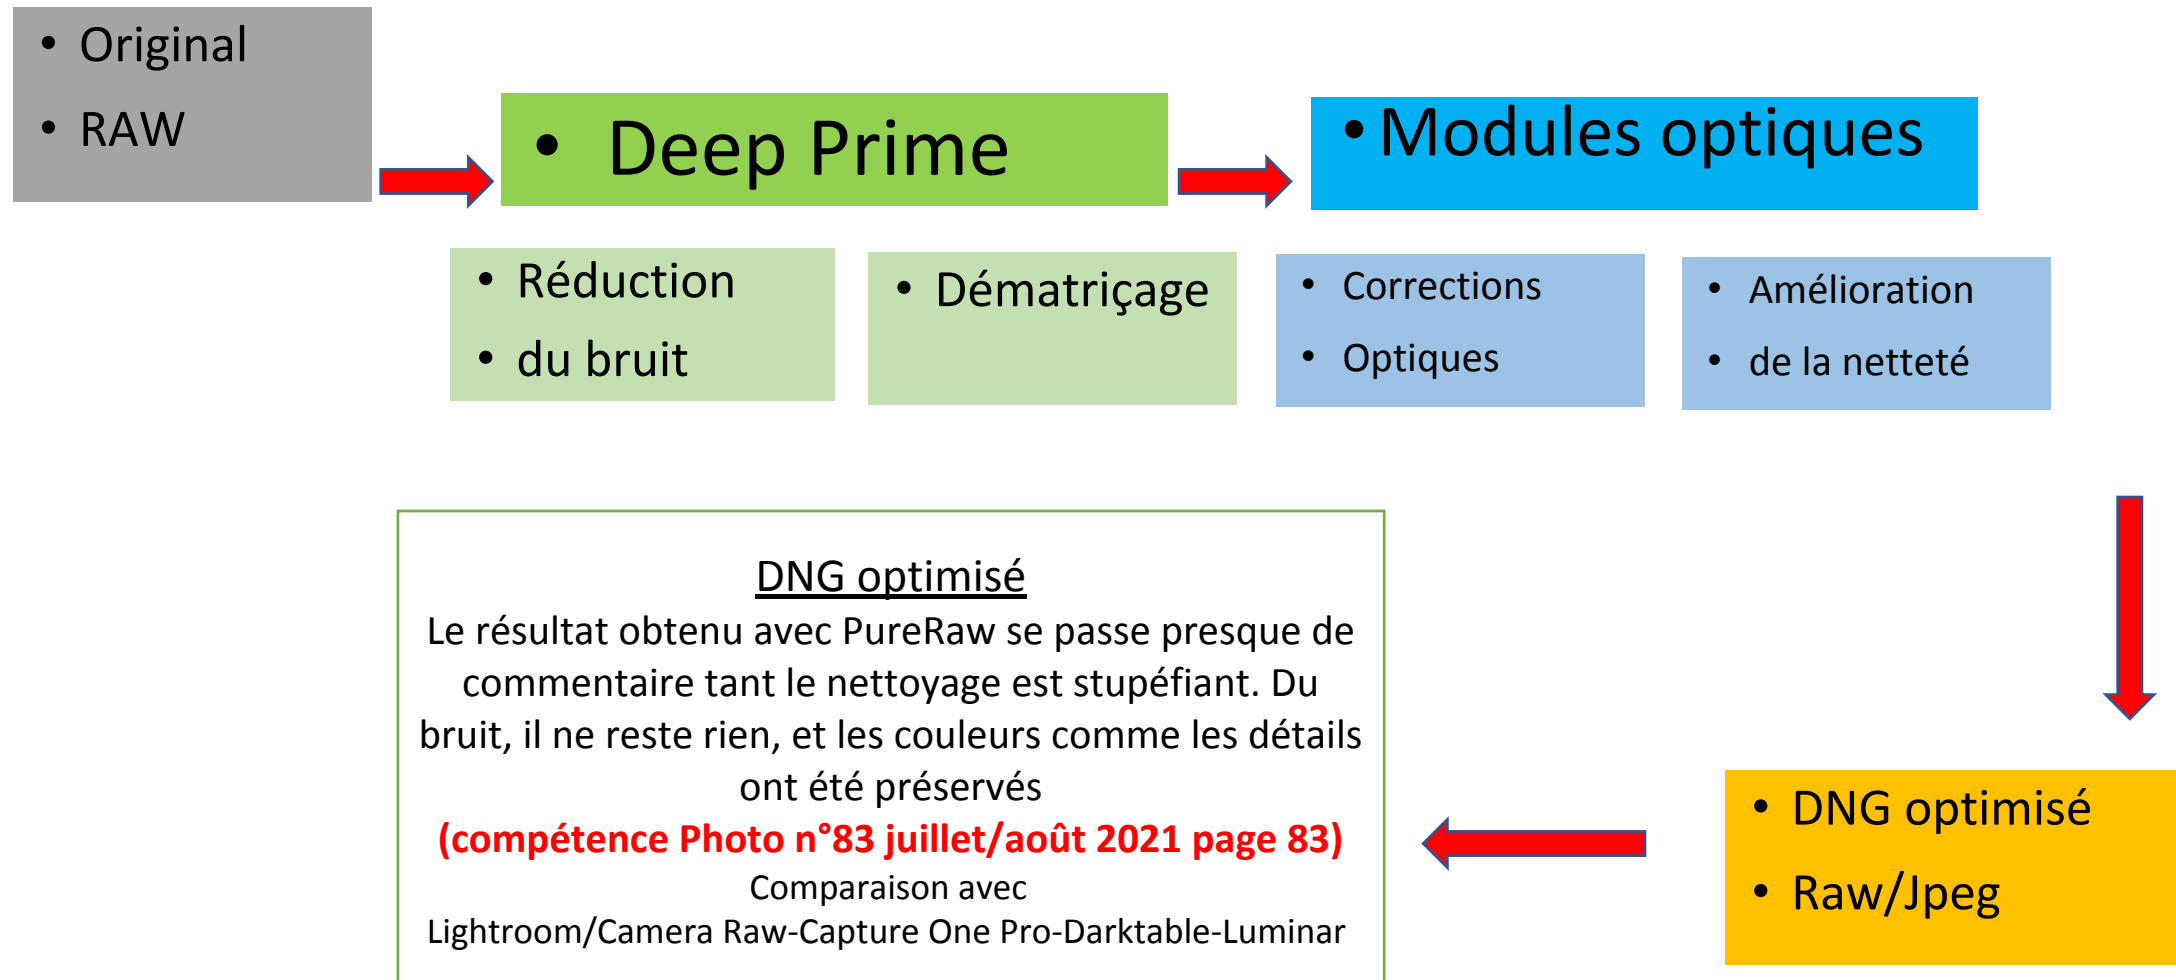 • Original
• RAW
• Deep Prime
• Modules optiques
• Réduction
• du bruit
• Dématriçage
• Corrections
• Optiques
• Amélioration
• de la netteté
DNG optimisé
Le résultat obtenu avec PureRaw se passe presque de
commentaire tant le nettoyage est stupéfiant. Du
bruit, il ne reste rien, et les couleurs comme les détails
ont été préservés
(compétence Photo n°83 juillet/août 2021 page 83)
Comparaison avec
Lightroom/Camera Raw-Capture One Pro-Darktable-Luminar
• DNG optimisé
• Raw/Jpeg